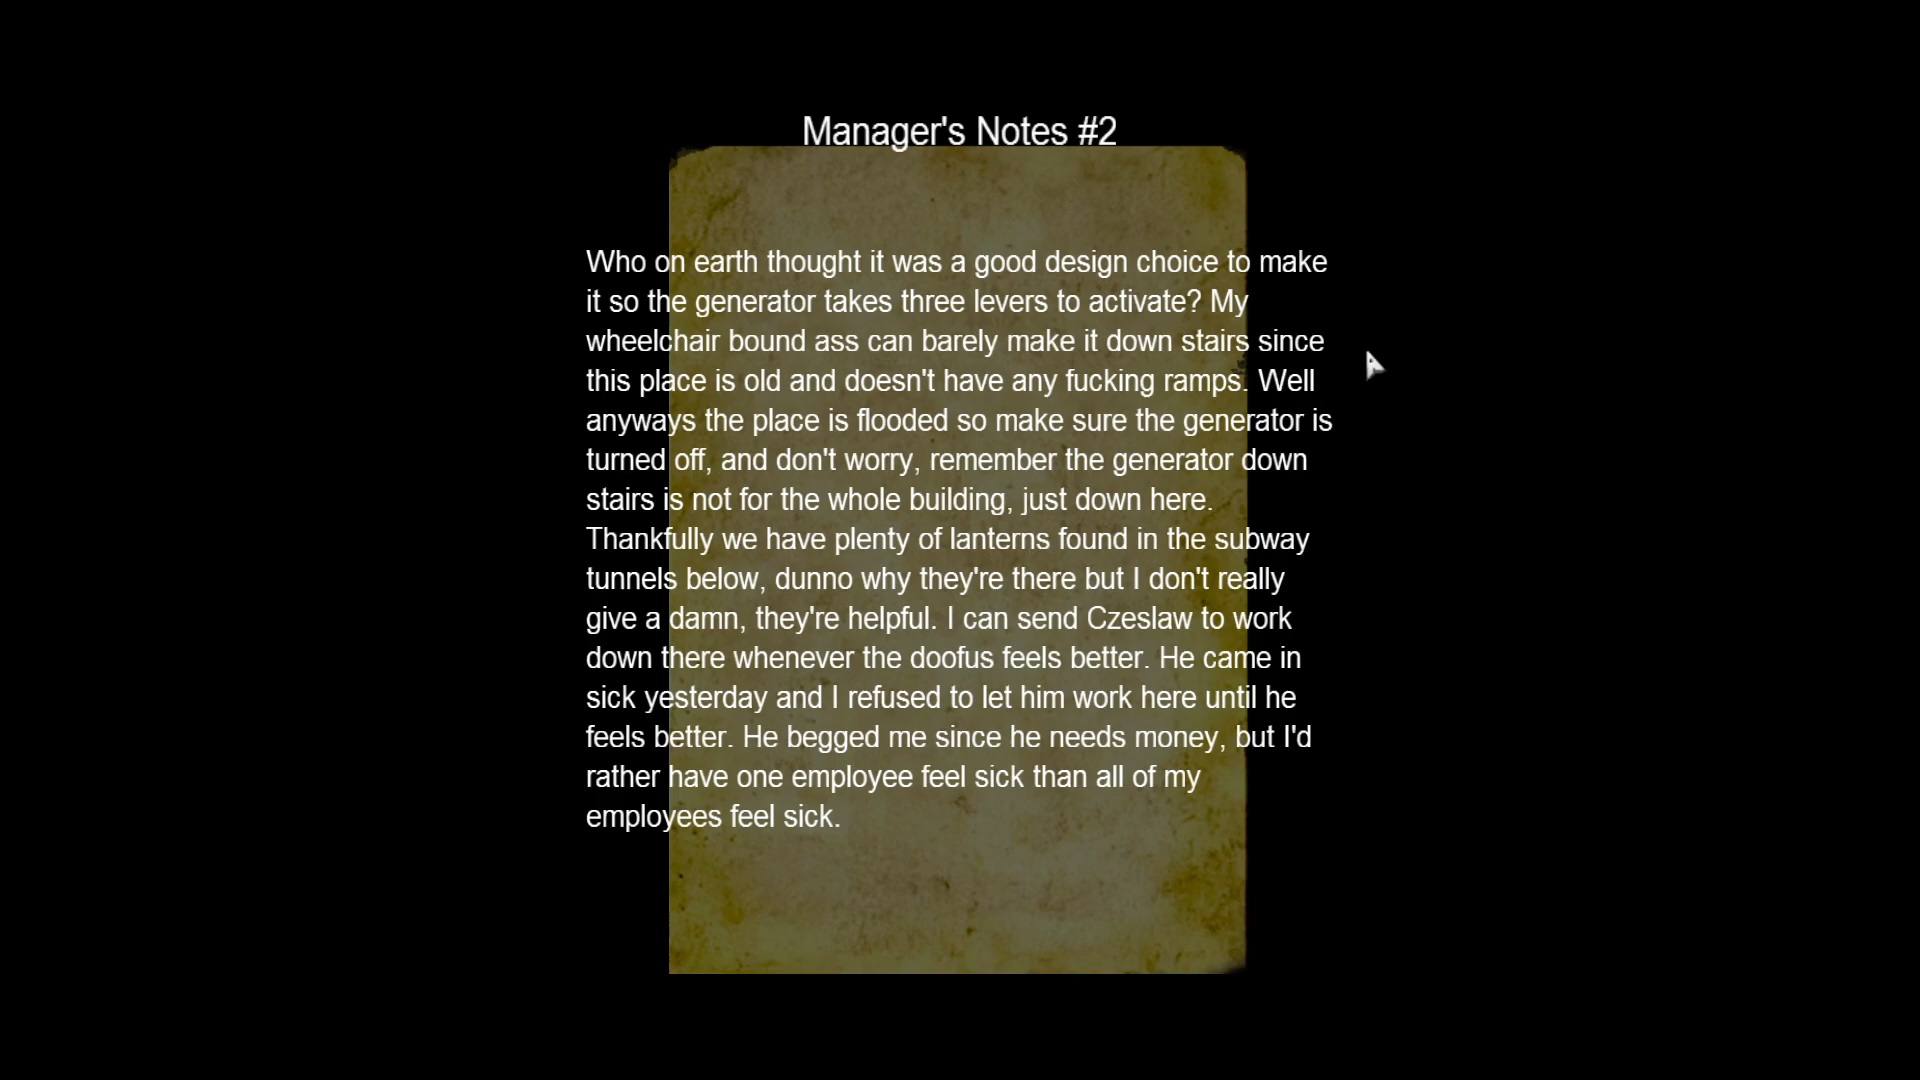 Manager's Notes #2
Who on earth thought it was a good design choice to make
it so the generator takes three levers to activate? My
wheelchair bound ass can barely make it down stairs since
this place is old and doesn't have any fucking ramps. Well
anyways the place is flooded so make sure the generator is
turned off, and don't worry, remember the generator down
stairs is not for the whole building, just down here.
Thankfully we have plenty of lanterns found in the subway
tunnels below, dunno why they're there but I don't really
give a damn, they're helpful. I can send Czeslaw to work
down there whenever the doofus feels better. He came in
sick yesterday and I refused to let him work here until he
feels better. He begged me since he needs money, but I'd
rather have one employee feel sick than all of my
employees feel sick.